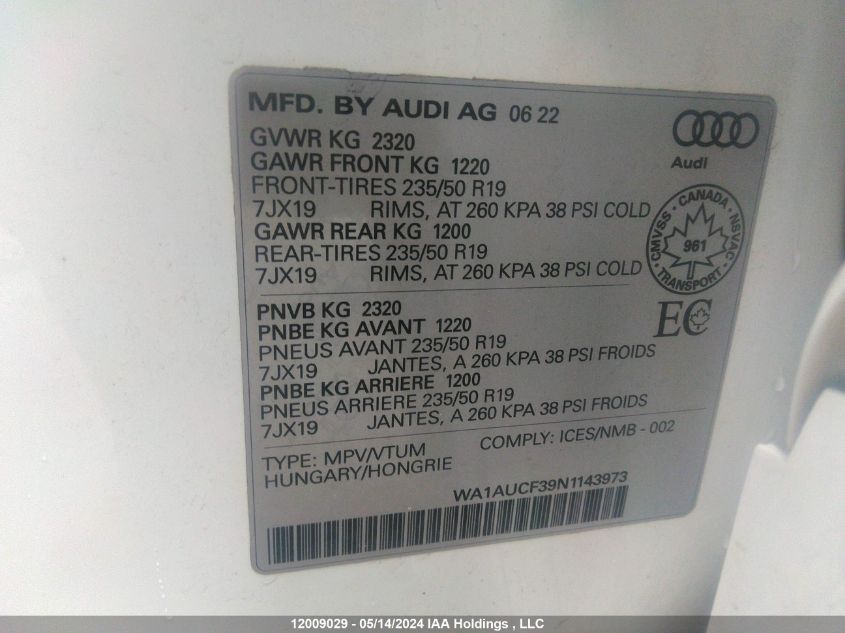 MFD. BY AUDI AG 06 22
GVWR KG 2320
GAWR FRONT KG 1220
FRONT-TIRES 235/50 R19
7JX19 RIMS, AT 260 KPA 38 PSI COLD
GAWR REAR KG 1200
REAR-TIRES 235/50 R19
7JX19 RIMS, AT 260 KPA 38 PSI COLD
Audi
CMVSS • CANADA • NSVAC • TRANSPORT •
961
EC
PNVB KG 2320
PNBE KG AVANT 1220
PNEUS AVANT 235/50 R19
7JX19 JANTES, A 260 KPA 38 PSI FROIDS
PNBE KG ARRIERE 1200
PNEUS ARRIERE 235/50 R19
7JX19 JANTES, A 260 KPA 38 PSI FROIDS
TYPE: MPV/VTUM COMPLY: ICES/NMB - 002
HUNGARY/HONGRIE
WA1AUCF39N1143973
12009029 - 05/14/2024 IAA Holdings , LLC